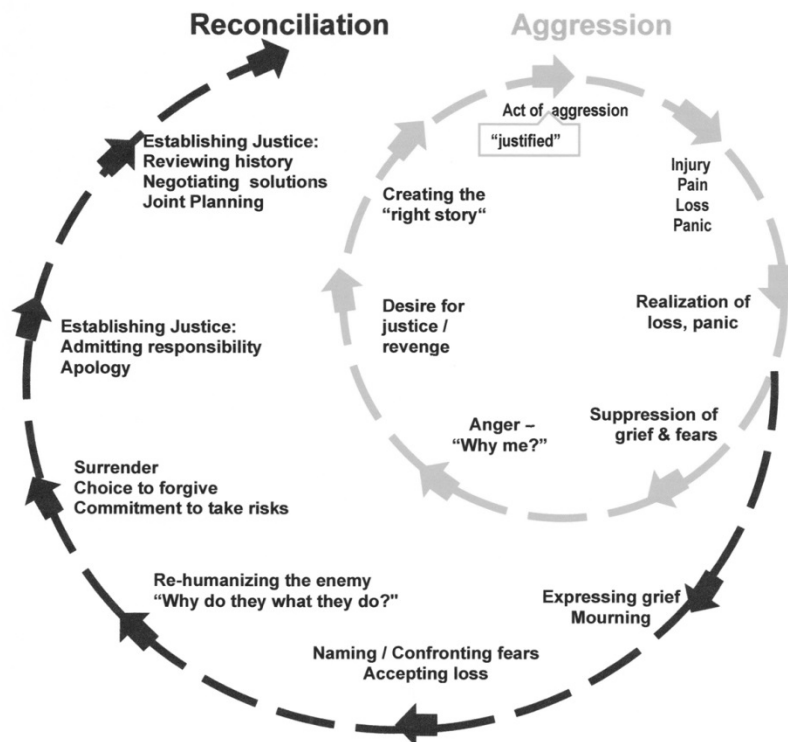 Reconciliation
Aggression
Act of aggression
“justified”
Injury
Pain
Loss
Panic
Realization of
loss, panic
Suppression of
grief & fears
Anger –
“Why me?”
Desire for
justice /
revenge
Creating the
“right story“
Expressing grief
Mourning
Naming / Confronting fears
Accepting loss
Re-humanizing the enemy
“Why do they what they do?"
Surrender
Choice to forgive
Commitment to take risks
Establishing Justice:
Admitting responsibility
Apology
Establishing Justice:
Reviewing history
Negotiating solutions
Joint Planning